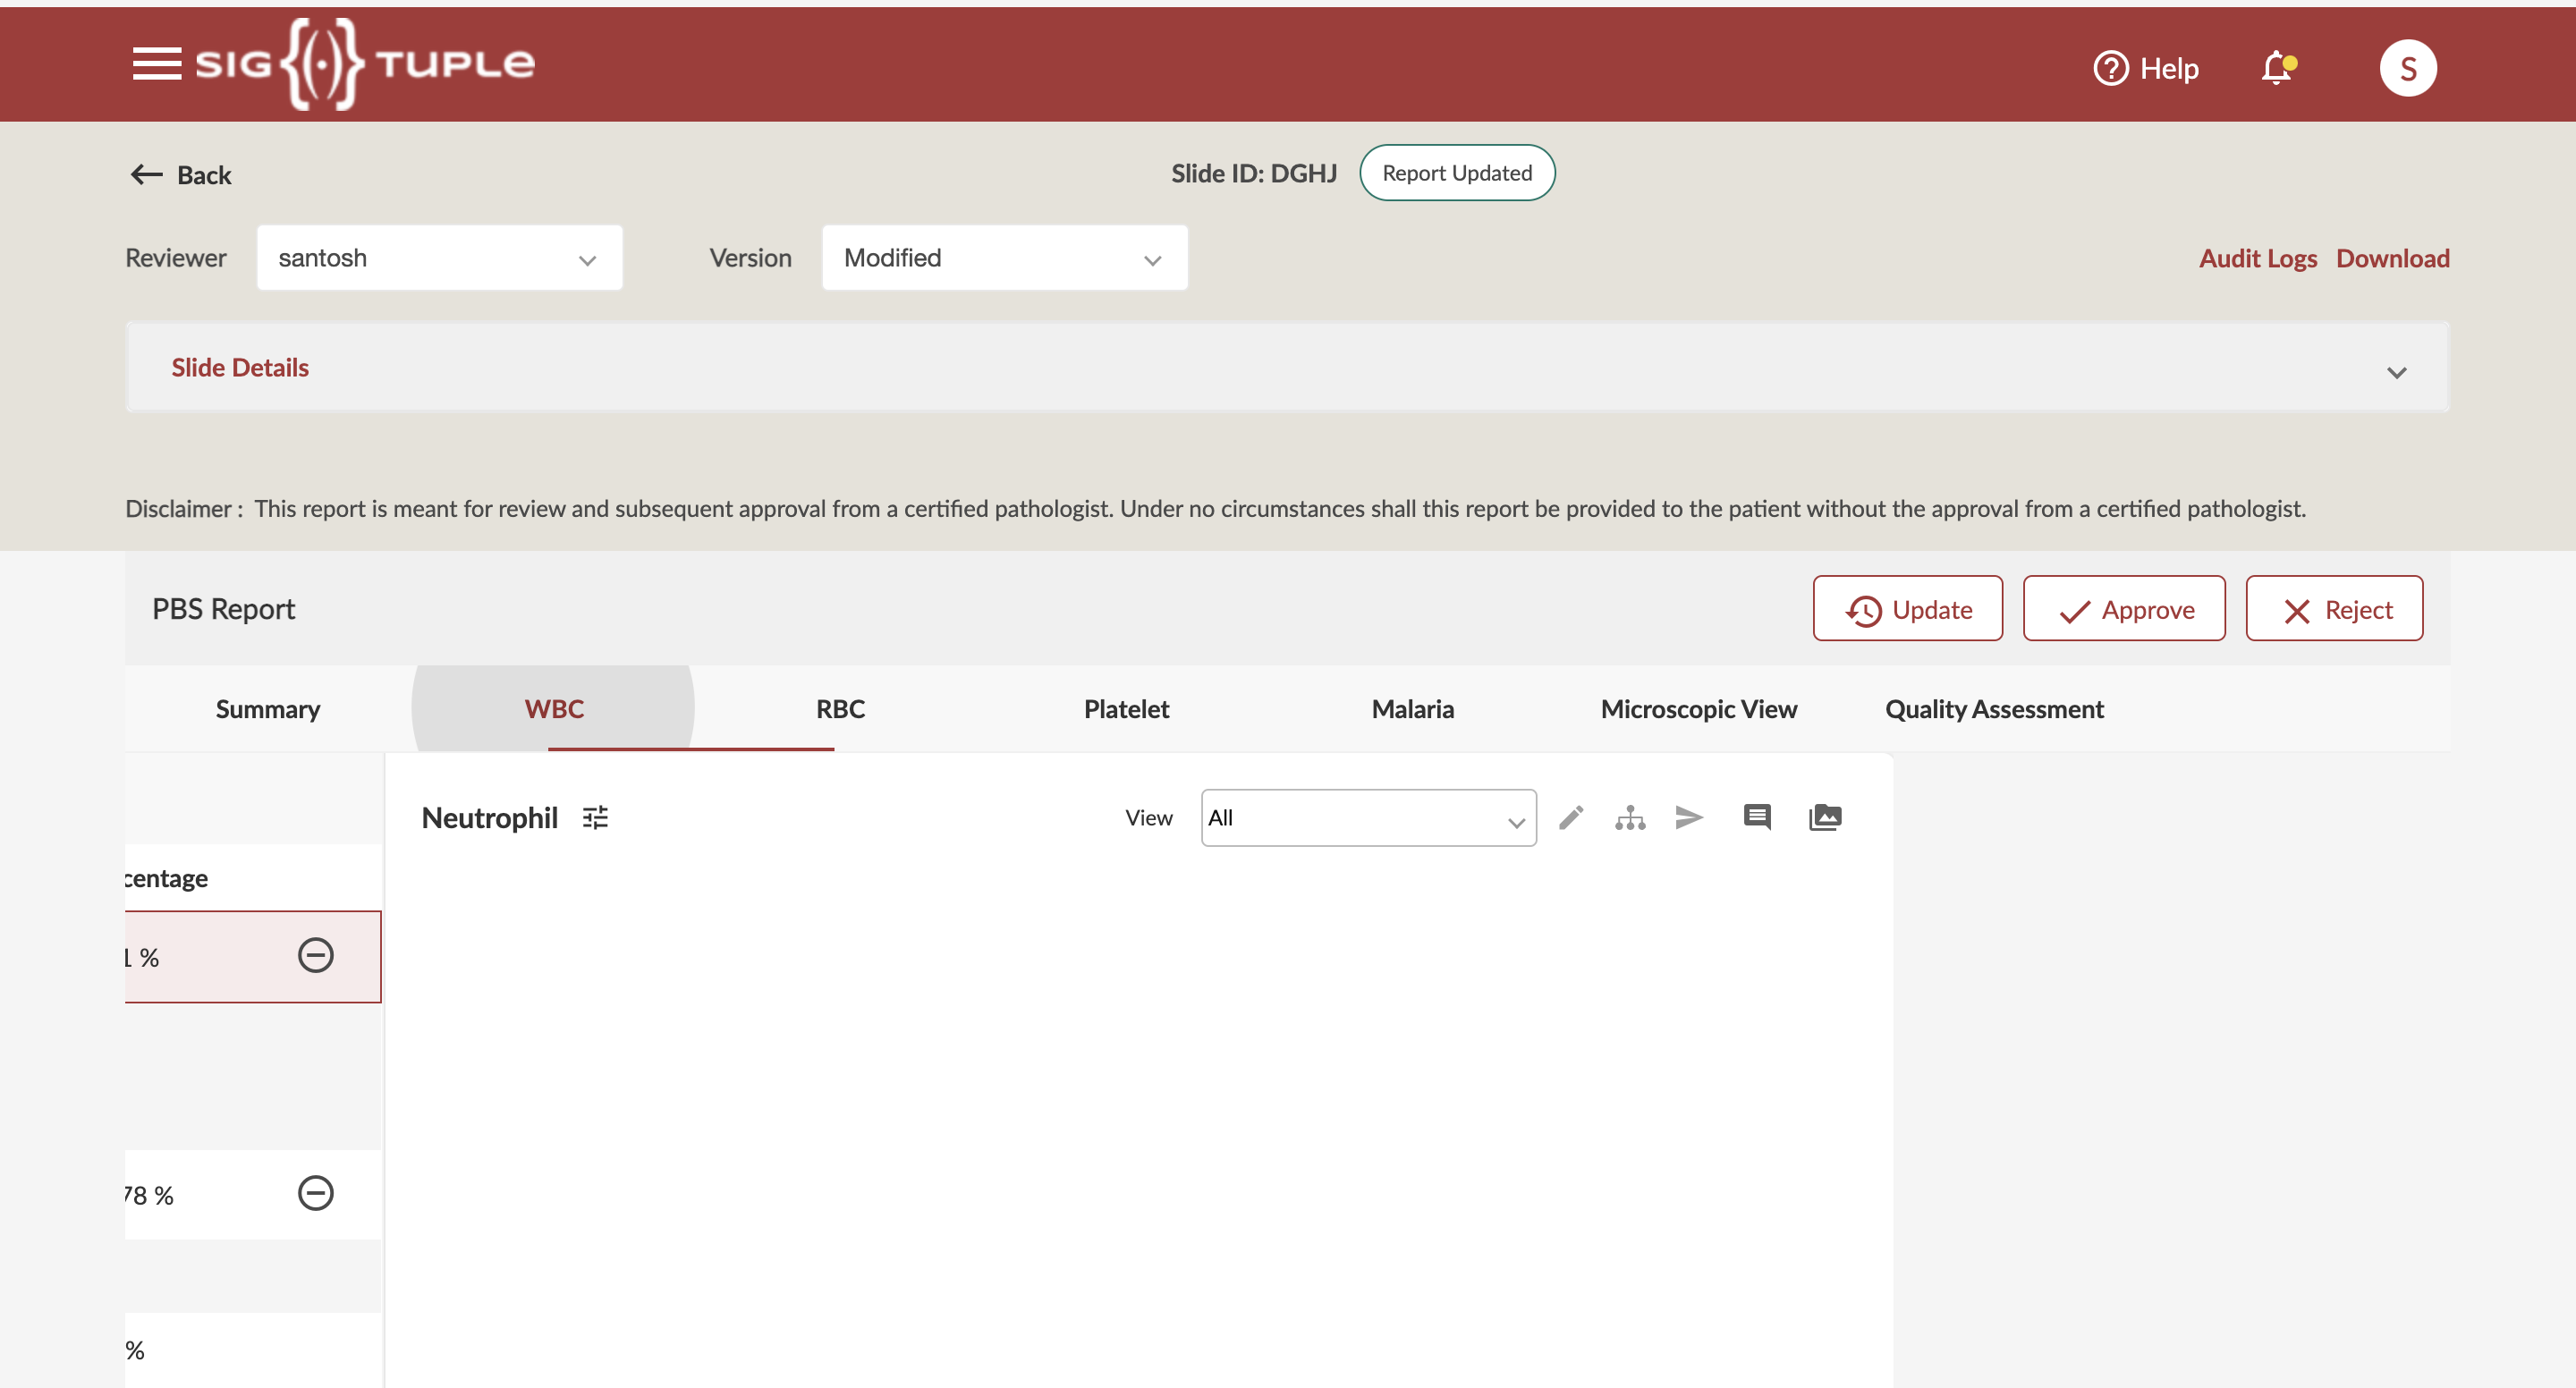 SIG{(·)}TUPLE
Help
S
Back
Slide ID: DGHJ
Report Updated
Reviewer
santosh
Version
Modified
Audit Logs
Download
Slide Details
Disclaimer : This report is meant for review and subsequent approval from a certified pathologist. Under no circumstances shall this report be provided to the patient without the approval from a certified pathologist.
PBS Report
Update
Approve
Reject
Summary
WBC
RBC
Platelet
Malaria
Microscopic View
Quality Assessment
Neutrophil
View
All
centage
1 %
78 %
%